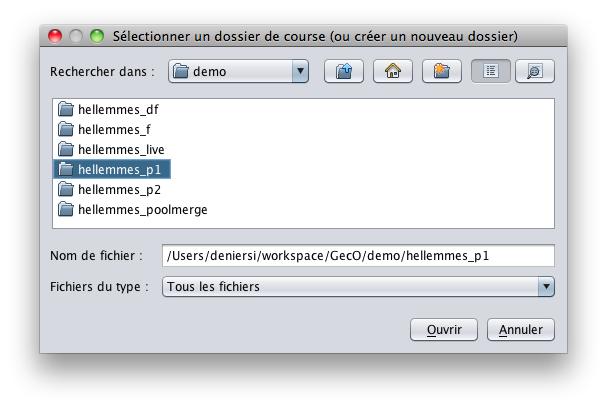 Sélectionner un dossier de course (ou créer un nouveau dossier)
Rechercher dans : demo
hellemmes_df
hellemmes_f
hellemmes_live
hellemmes_p1
hellemmes_p2
hellemmes_poolmerge
Nom de fichier : /Users/deniersi/workspace/GecO/demo/hellemmes_p1
Fichiers du type : Tous les fichiers
Ouvrir Annuler